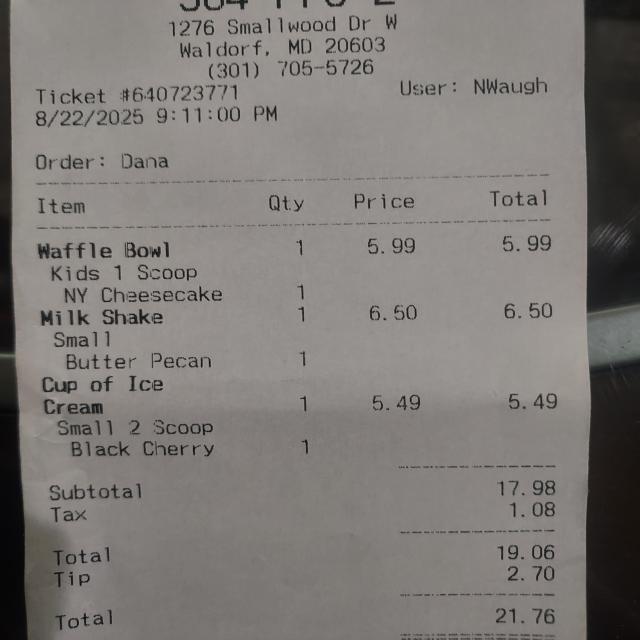 1276 Smallwood Dr W
Waldorf, MD 20603
(301) 705-5726
Ticket #640723771 User: NWaugh
8/22/2025 9:11:00 PM
Order: Dana
Item Qty Price Total
Waffle Bowl 1 5.99 5.99
Kids 1 Scoop
NY Cheesecake 1
Milk Shake 1 6.50 6.50
Small
Butter Pecan 1
Cup of Ice
Cream 1 5.49 5.49
Small 2 Scoop
Black Cherry 1
Subtotal 17.98
Tax 1.08
Total 19.06
Tip 2.70
Total 21.76